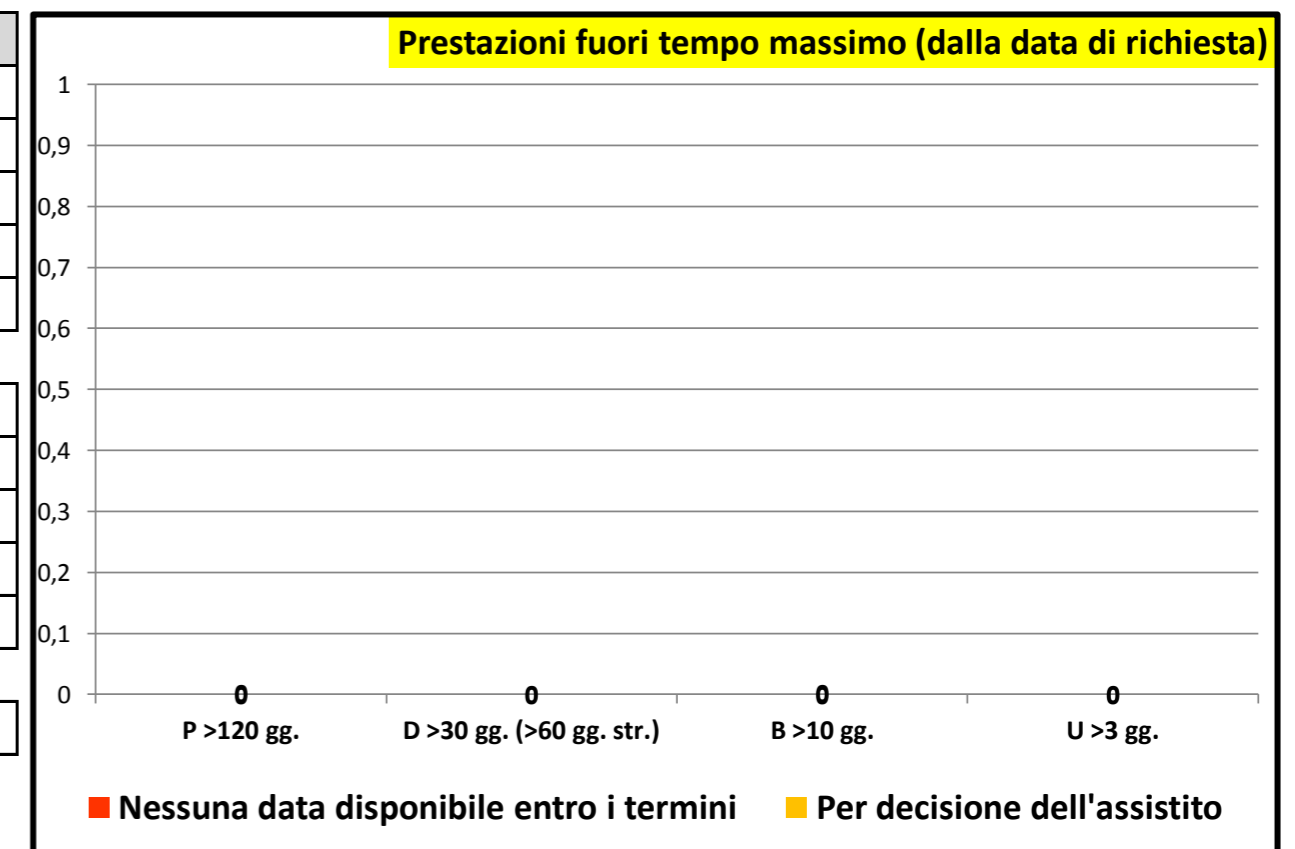 Prestazioni fuori tempo massimo (dalla data di richiesta)
1
0,9
0,8
0,7
0,6
0,5
0,4
0,3
0,2
0,1
0
0 0 0 0
P >120 gg. D >30 gg. (>60 gg. str.) B >10 gg. U >3 gg.
Nessuna data disponibile entro i termini Per decisione dell'assistito